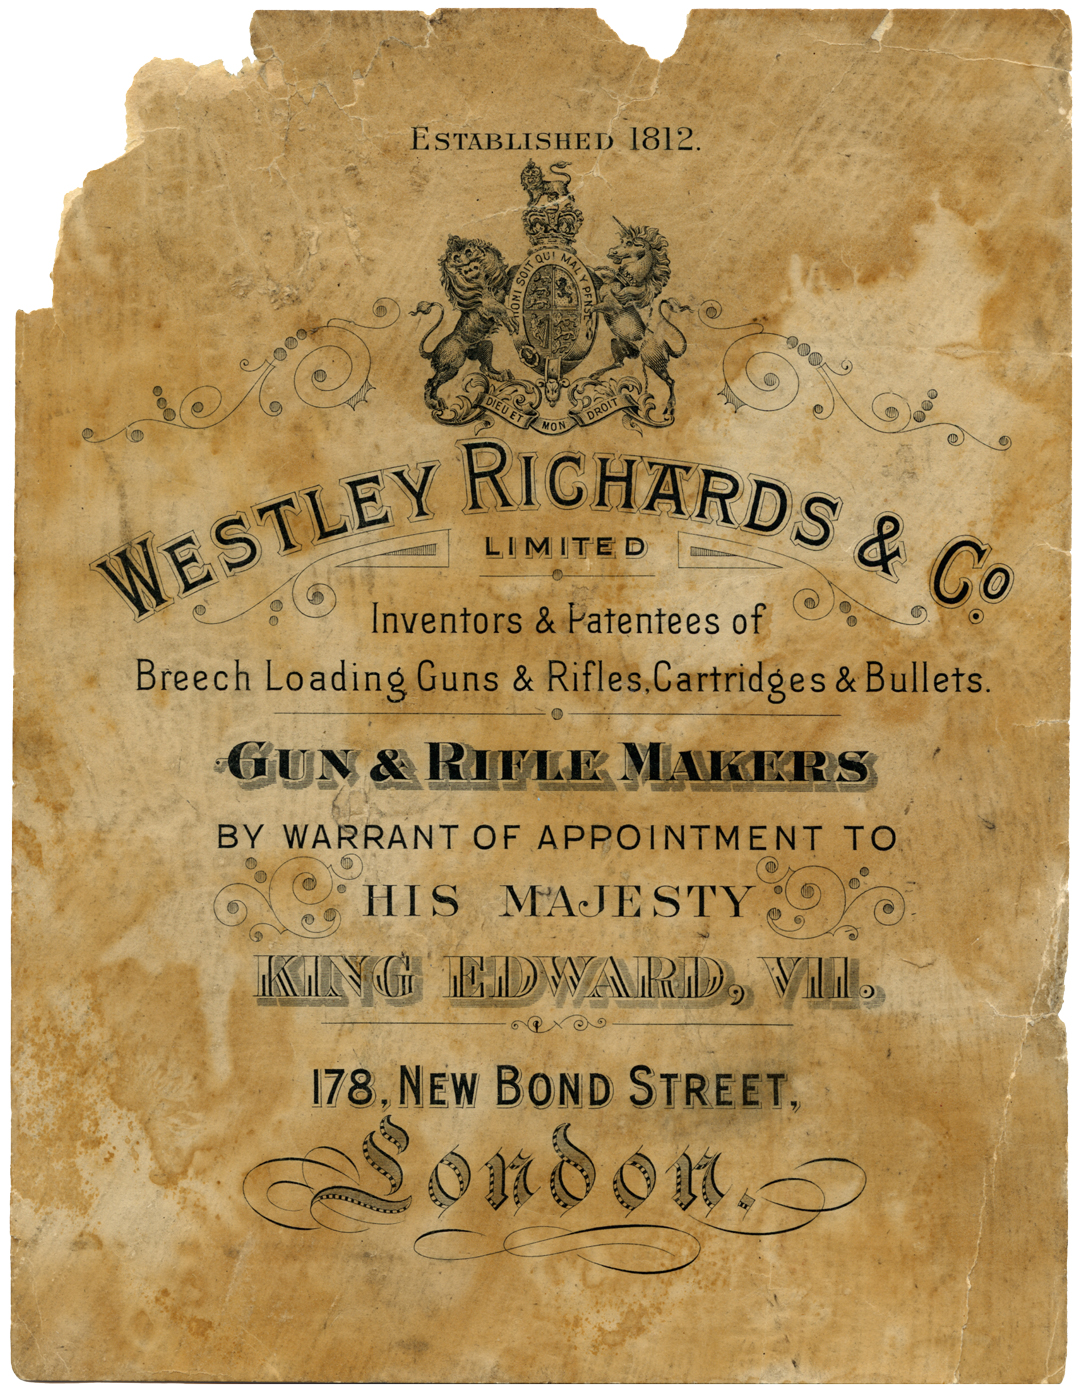 ESTABLISHED 1812.
HONI SOIT QUI MAL Y PENSE
DIEU ET MON DROIT
WESTLEY RICHARDS & Co.
LIMITED
Inventors & Patentees of
Breech Loading Guns & Rifles, Cartridges & Bullets.
GUN & RIFLE MAKERS
BY WARRANT OF APPOINTMENT TO
HIS MAJESTY
KING EDWARD, VII.
178, NEW BOND STREET,
London.